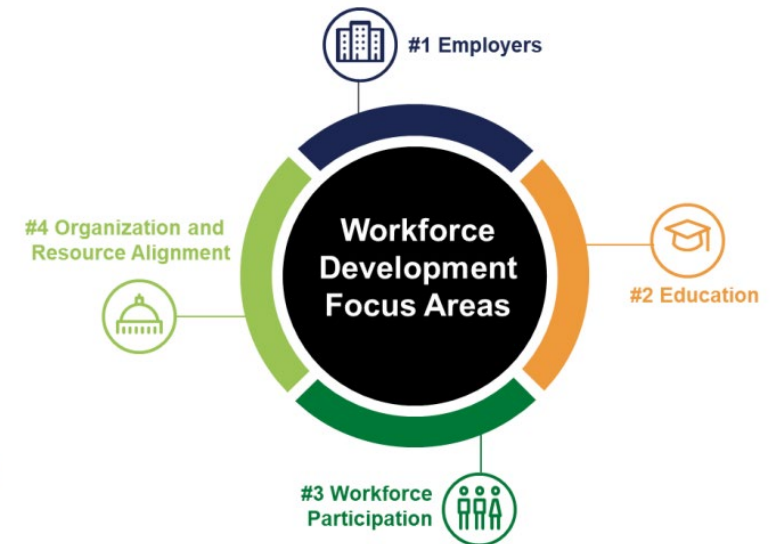 #1 Employers
Workforce
Development
Focus Areas
#2 Education
#3 Workforce
Participation
#4 Organization and
Resource Alignment